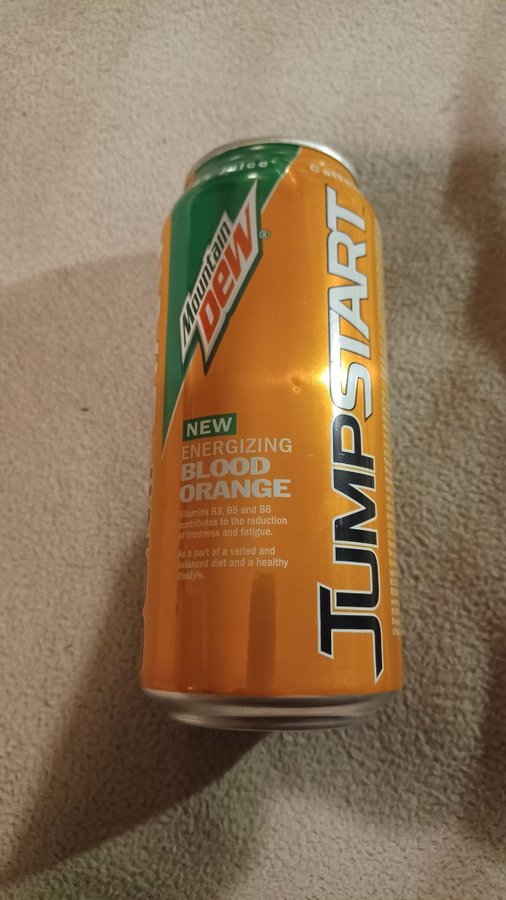 Juice
Mountain
Dew®
NEW
ENERGIZING
BLOOD
ORANGE
Vitamins B3, B5 and B6
contributes to the reduction
of tiredness and fatigue.
As a part of a varied and
balanced diet and a healthy
lifestyle.
JUMPSTART